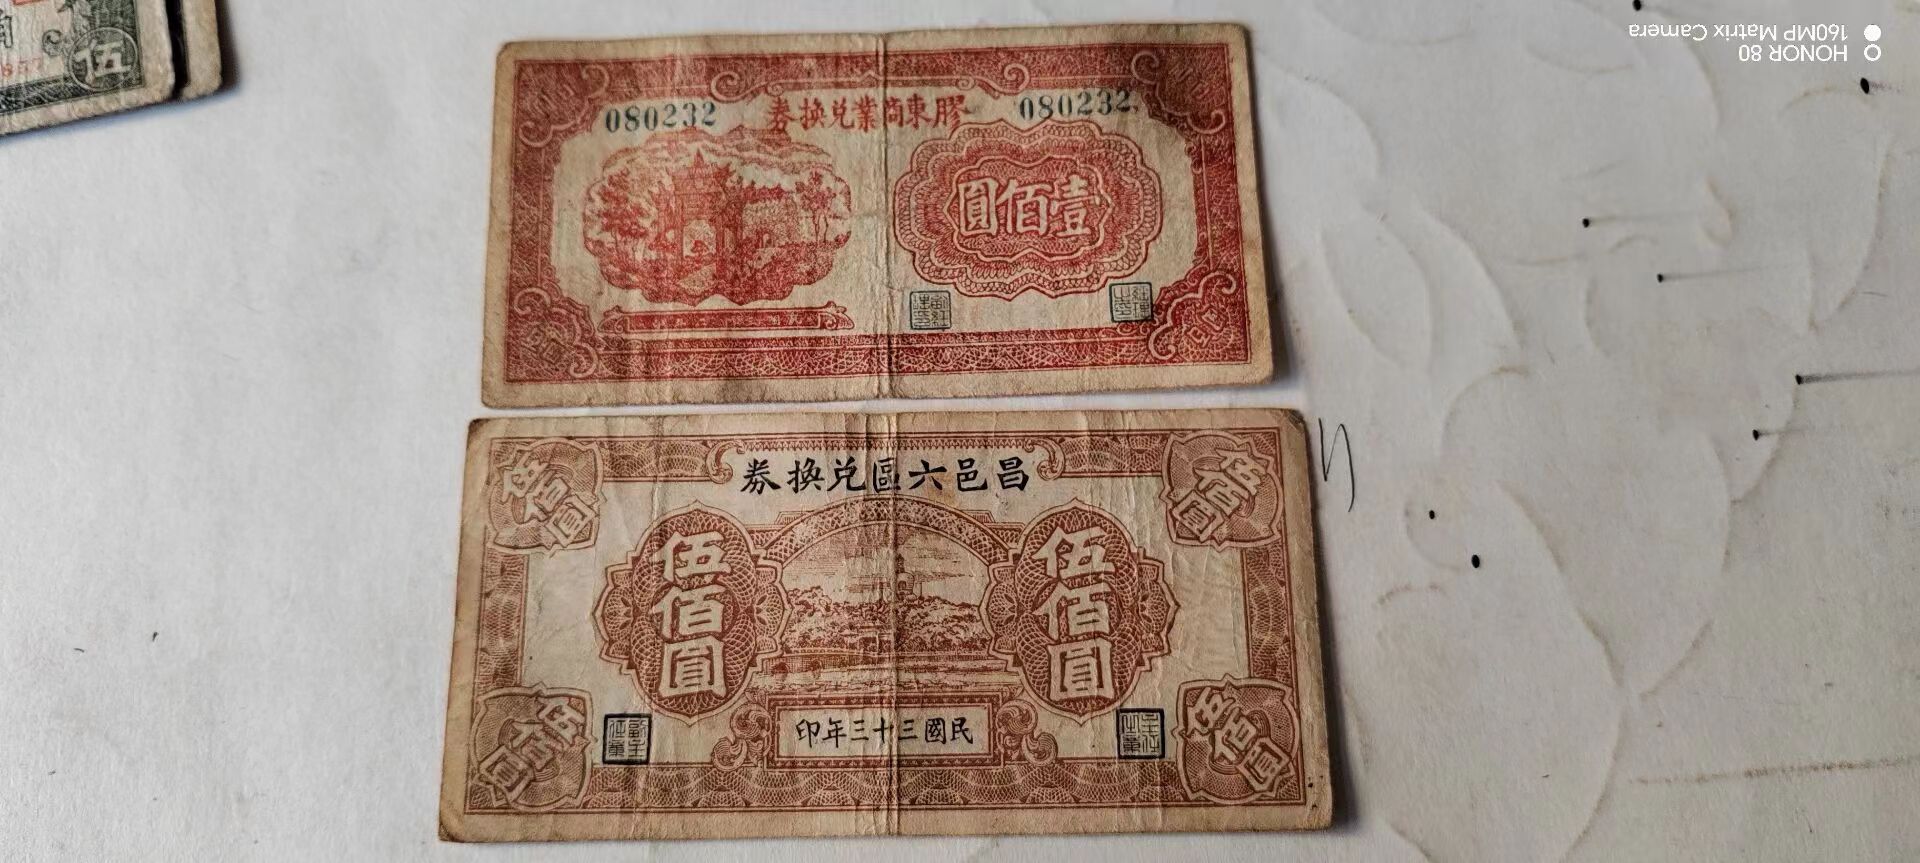 伍
857
080232
膠東商業兌換券
080232
壹佰圓
昌邑六區兌換券
伍佰圓
伍佰圓
伍佰圓
伍佰圓
伍佰圓
伍佰圓
民國三十三年印
HONOR 80
160MP Matrix Camera